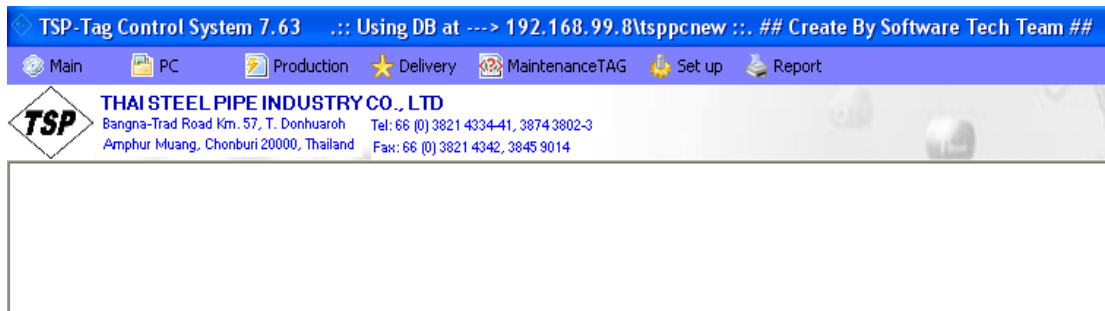 TSP-Tag Control System 7.63 .:: Using DB at ---> 192.168.99.8\tsppcnew ::. ## Create By Software Tech Team ##
Main PC Production Delivery MaintenanceTAG Set up Report
TSP
THAI STEEL PIPE INDUSTRY CO., LTD
Bangna-Trad Road Km. 57, T. Donhuaroh Tel: 66 (0) 3821 4334-41, 3874 3802-3
Amphur Muang, Chonburi 20000, Thailand Fax: 66 (0) 3821 4342, 3845 9014